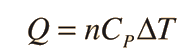 Q = nC_PΔT